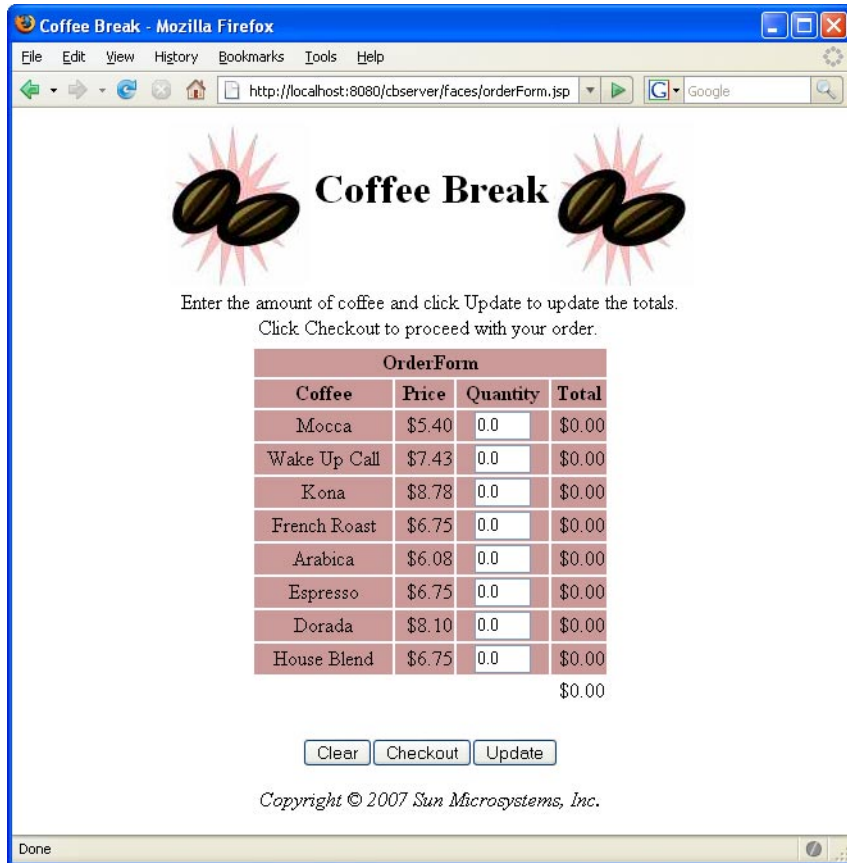 Coffee Break - Mozilla Firefox
File Edit View History Bookmarks Tools Help
http://localhost:8080/cbserver/faces/orderForm.jsp G Google
Coffee Break
Enter the amount of coffee and click Update to update the totals.
Click Checkout to proceed with your order.
OrderForm
Coffee Price Quantity Total
Mocca $5.40 0.0 $0.00
Wake Up Call $7.43 0.0 $0.00
Kona $8.78 0.0 $0.00
French Roast $6.75 0.0 $0.00
Arabica $6.08 0.0 $0.00
Espresso $6.75 0.0 $0.00
Dorada $8.10 0.0 $0.00
House Blend $6.75 0.0 $0.00
$0.00
Clear Checkout Update
Copyright © 2007 Sun Microsystems, Inc.
Done